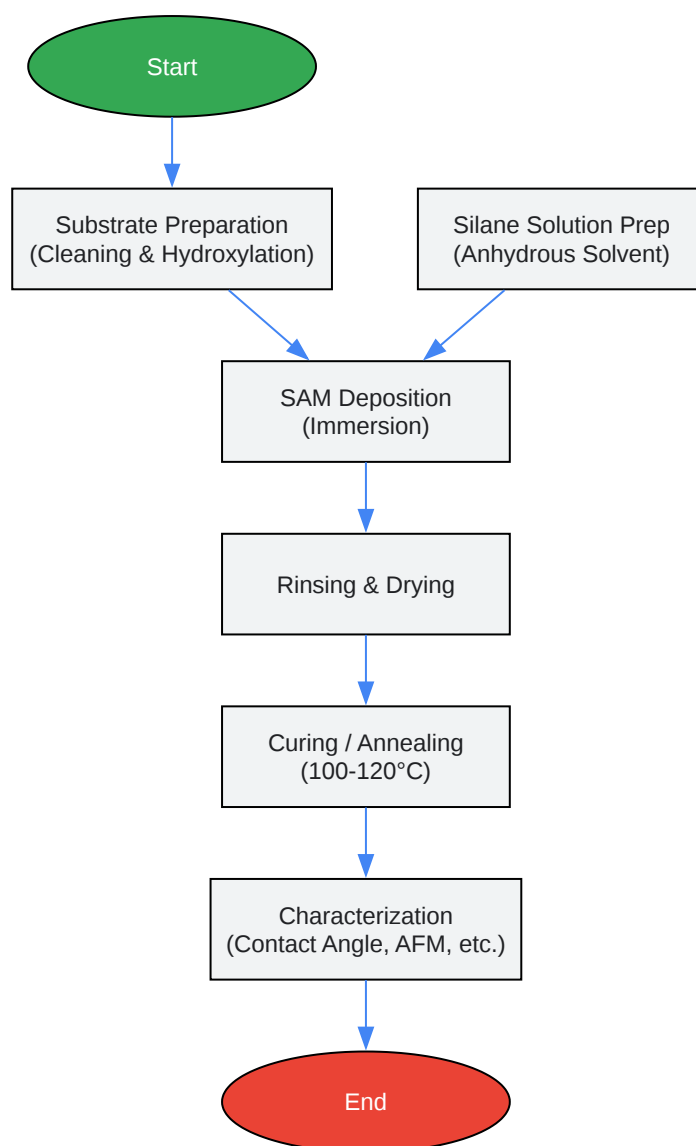 Start
Substrate Preparation
(Cleaning & Hydroxylation)
Silane Solution Prep
(Anhydrous Solvent)
SAM Deposition
(Immersion)
Rinsing & Drying
Curing / Annealing
(100-120°C)
Characterization
(Contact Angle, AFM, etc.)
End